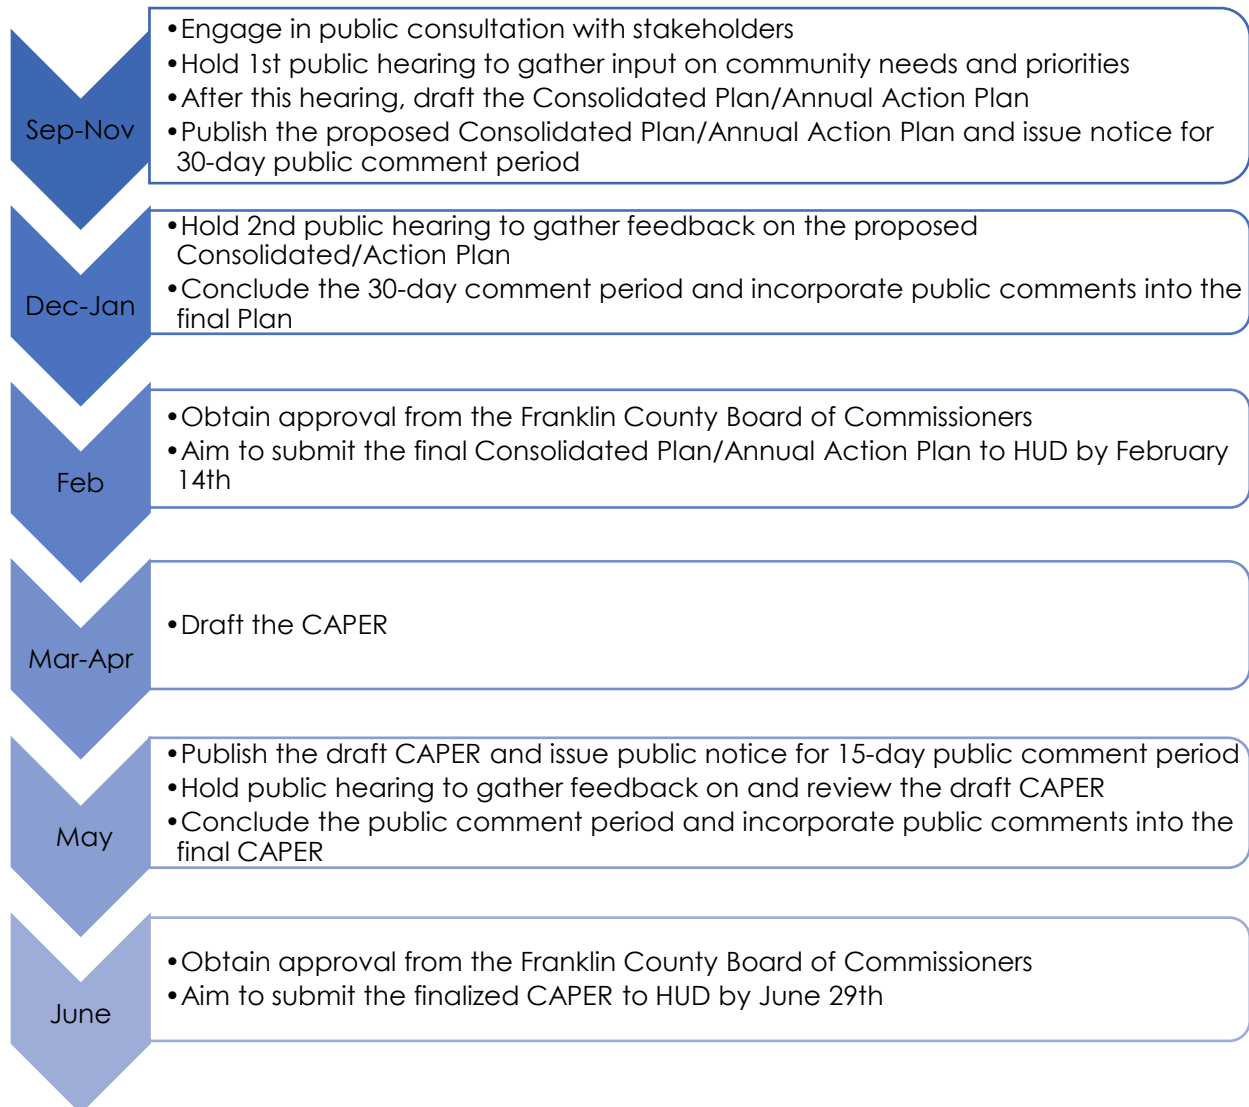 Sep-Nov
•Engage in public consultation with stakeholders
•Hold 1st public hearing to gather input on community needs and priorities
•After this hearing, draft the Consolidated Plan/Annual Action Plan
•Publish the proposed Consolidated Plan/Annual Action Plan and issue notice for
30-day public comment period
Dec-Jan
•Hold 2nd public hearing to gather feedback on the proposed
Consolidated/Action Plan
•Conclude the 30-day comment period and incorporate public comments into the
final Plan
Feb
•Obtain approval from the Franklin County Board of Commissioners
•Aim to submit the final Consolidated Plan/Annual Action Plan to HUD by February
14th
Mar-Apr
•Draft the CAPER
May
•Publish the draft CAPER and issue public notice for 15-day public comment period
•Hold public hearing to gather feedback on and review the draft CAPER
•Conclude the public comment period and incorporate public comments into the
final CAPER
June
•Obtain approval from the Franklin County Board of Commissioners
•Aim to submit the finalized CAPER to HUD by June 29th